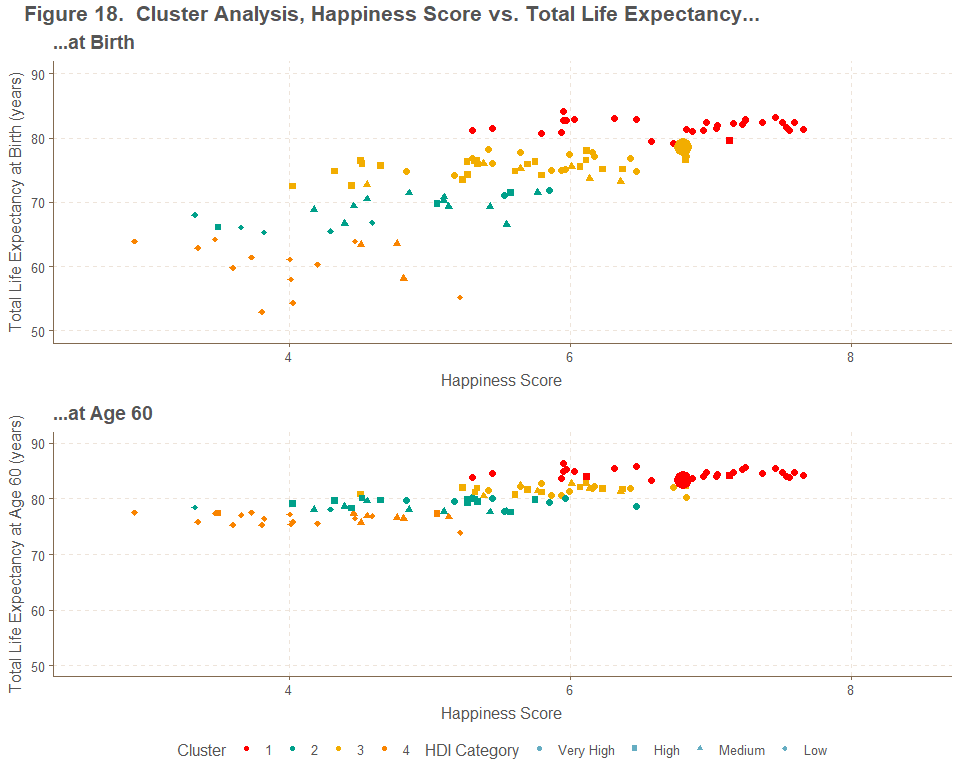 Figure 18.  Cluster Analysis, Happiness Score vs. Total Life Expectancy...
...at Birth
Total Life Expectancy at Birth (years)
90
80
70
60
50
4 6 8
Happiness Score
...at Age 60
Total Life Expectancy at Age 60 (years)
90
80
70
60
50
4 6 8
Happiness Score
Cluster 1 2 3 4 HDI Category Very High High Medium Low